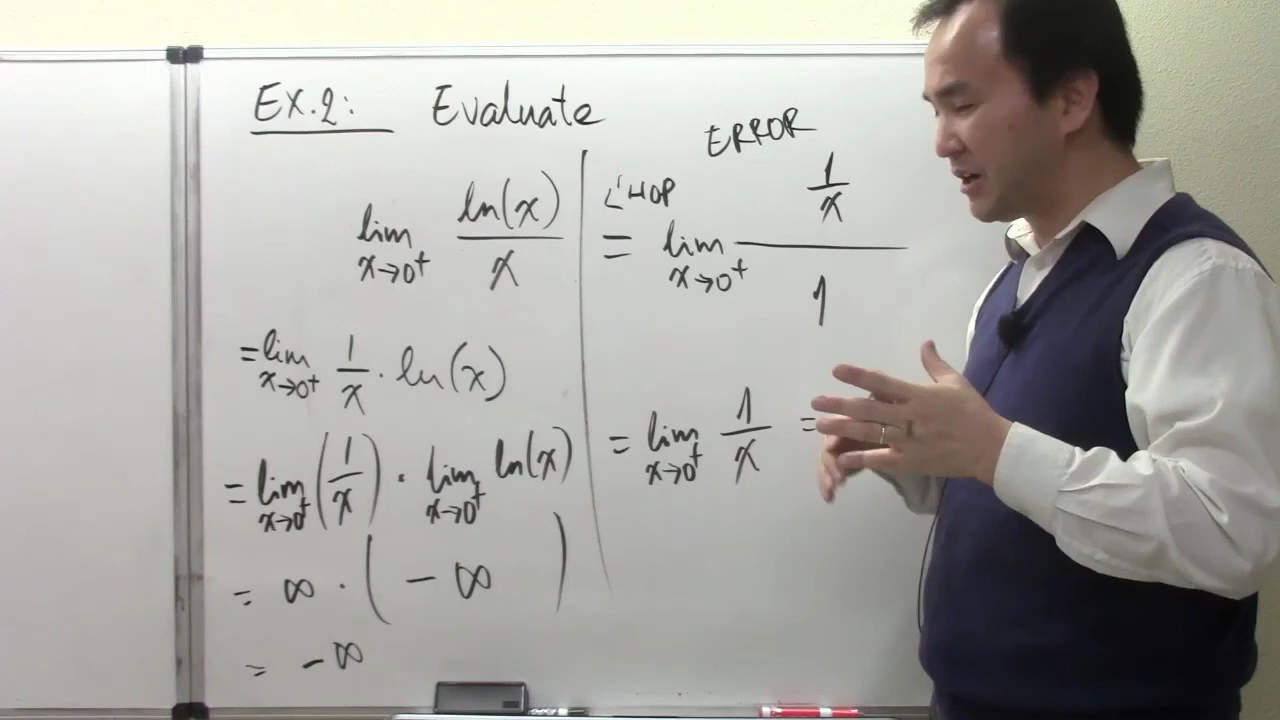 Ex.2: Evaluate
lim x→0⁺ ln(x)/x
= lim x→0⁺ 1/x · ln(x)
= lim x→0⁺ (1/x) · lim x→0⁺ ln(x)
= ∞ · ( - ∞ )
= - ∞
ERROR
L'HOP
= lim x→0⁺ 1/x / 1
= lim x→0⁺ 1/x =